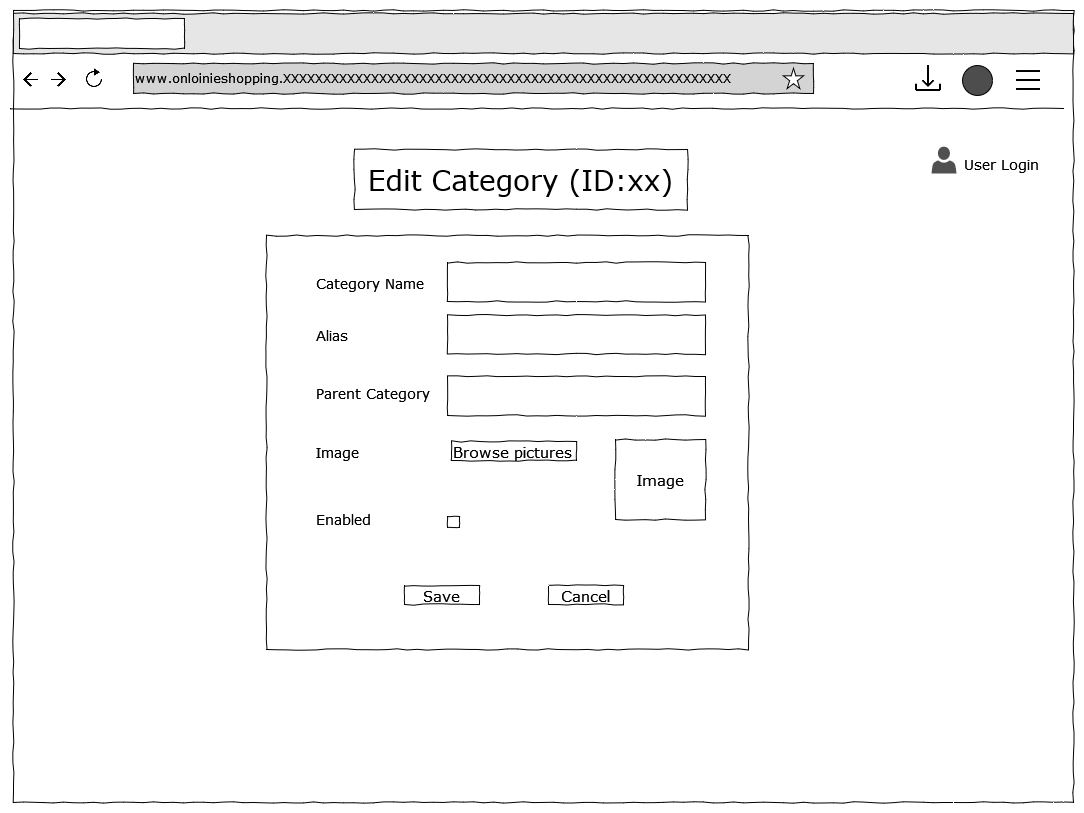 www.onloinieshopping.XXXXXXXXXXXXXXXXXXXXXXXXXXXXXXXXXXXXXXXXXXXXXXXXXXXXXXXX
User Login
Edit Category (ID:xx)
Category Name
Alias
Parent Category
Image
Browse pictures
Image
Enabled
Save
Cancel